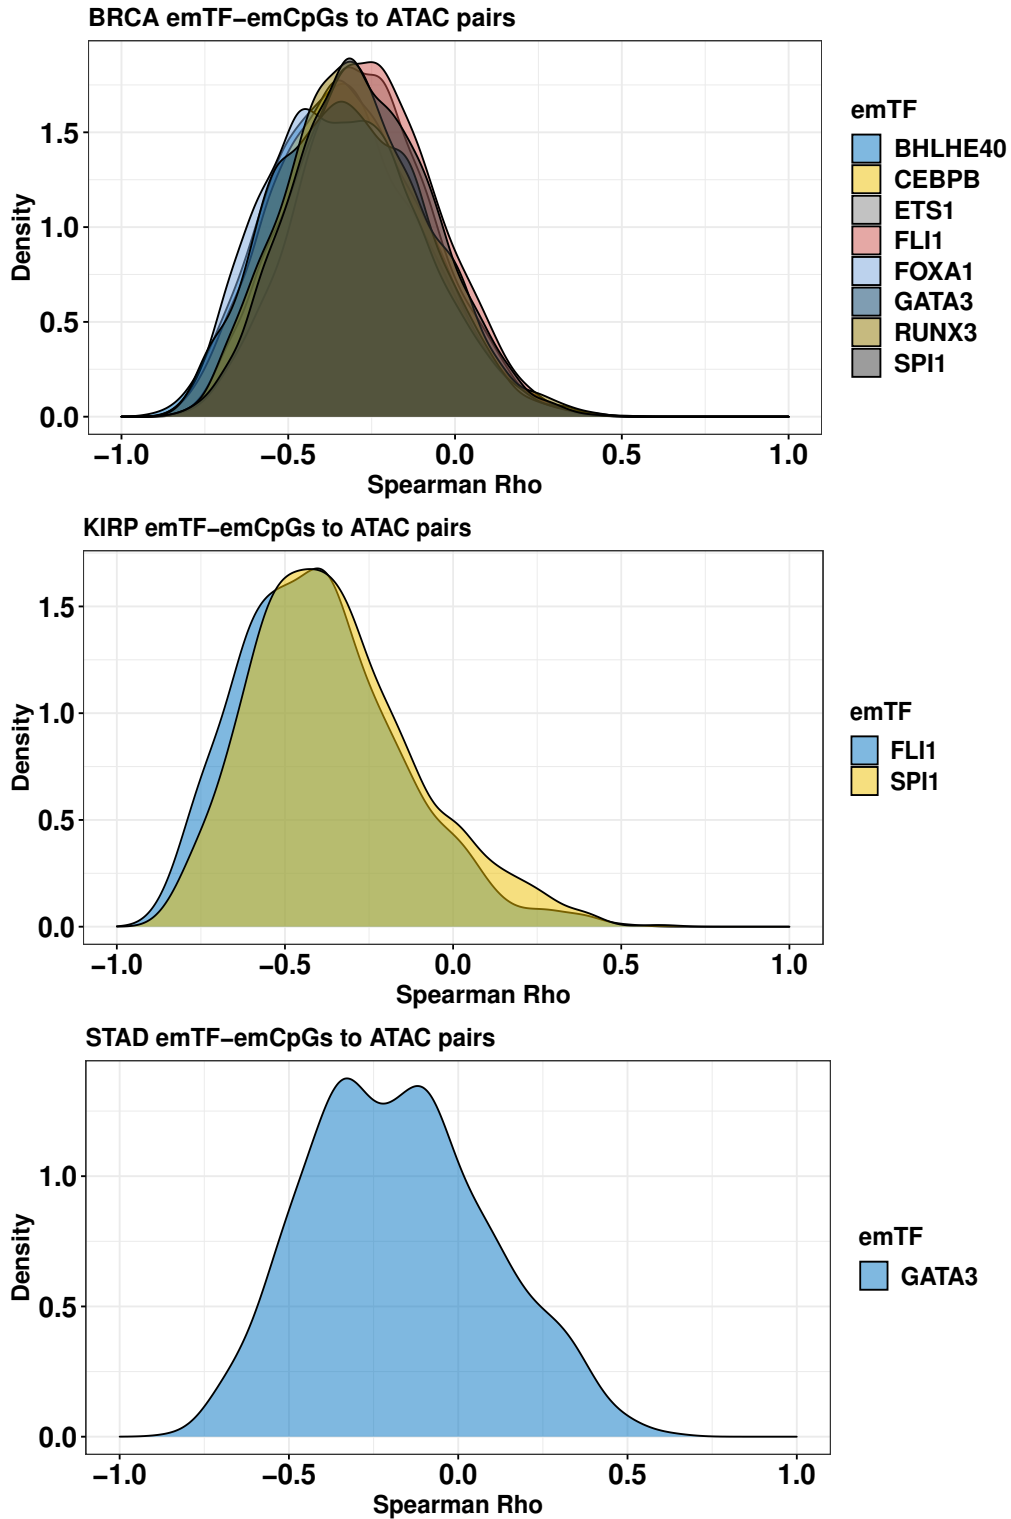 BRCA emTF−emCpGs to ATAC pairs
1.5
1.0
0.5
0.0
Density
−1.0 −0.5 0.0 0.5 1.0
Spearman Rho
emTF
BHLHE40
CEBPB
ETS1
FLI1
FOXA1
GATA3
RUNX3
SPI1
KIRP emTF−emCpGs to ATAC pairs
1.5
1.0
0.5
0.0
Density
−1.0 −0.5 0.0 0.5 1.0
Spearman Rho
emTF
FLI1
SPI1
STAD emTF−emCpGs to ATAC pairs
1.0
0.5
0.0
Density
−1.0 −0.5 0.0 0.5 1.0
Spearman Rho
emTF
GATA3